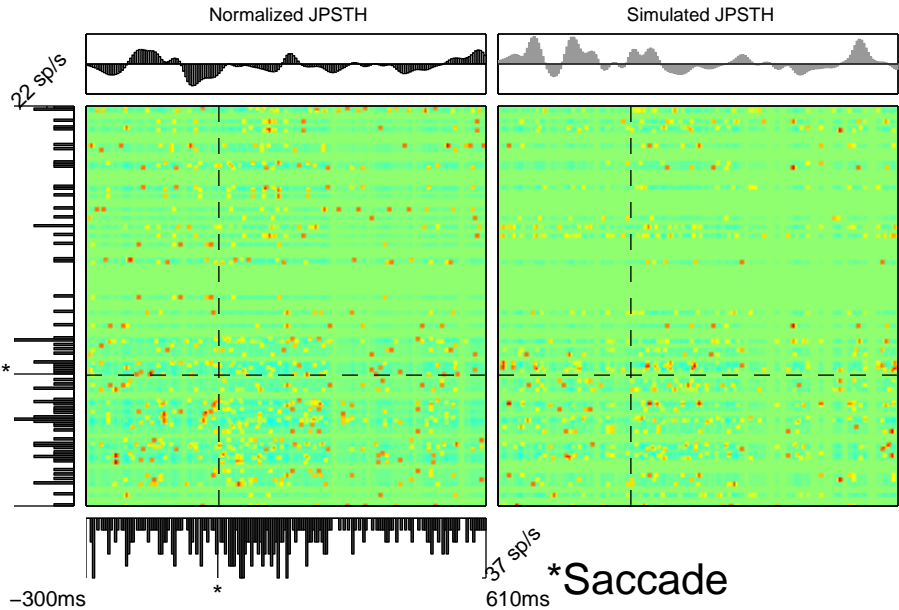 Normalized JPSTH
Simulated JPSTH
22 sp/s
*
37 sp/s
*
*Saccade
−300ms
610ms